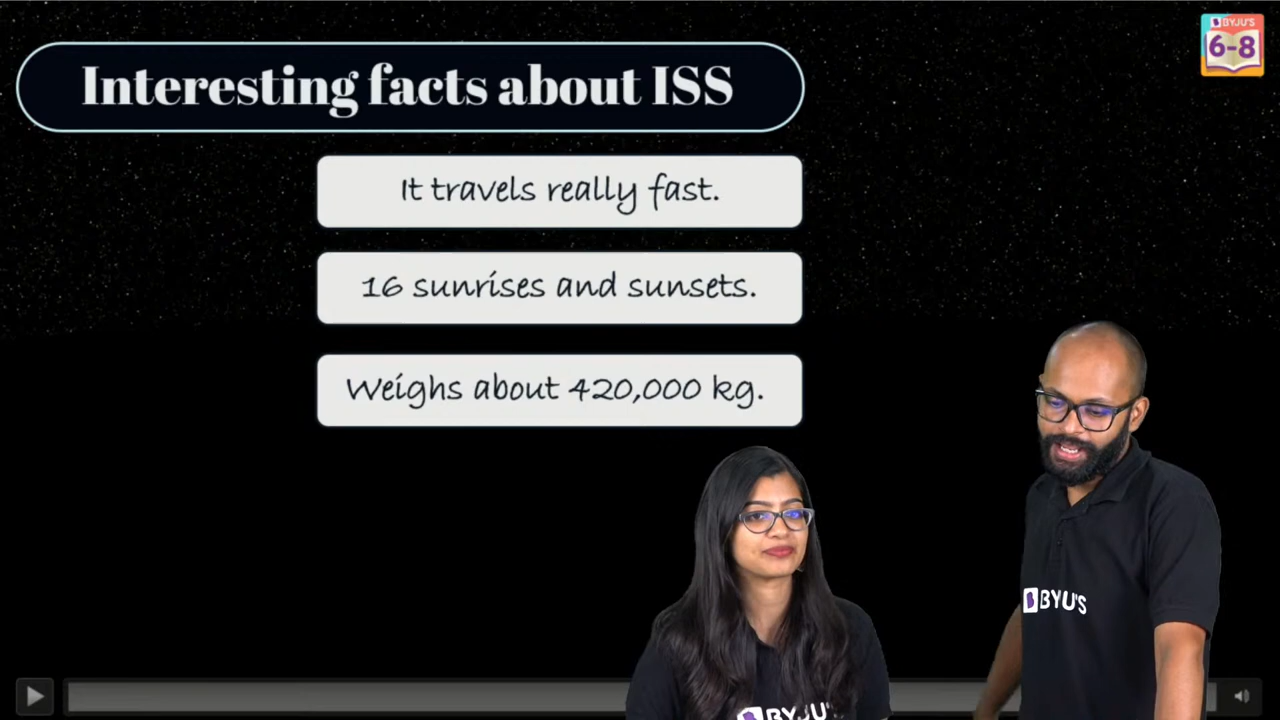 BYJU'S
6-8
Interesting facts about ISS
It travels really fast.
16 sunrises and sunsets.
Weighs about 420,000 kg.
BYJU'S
BYJU'S